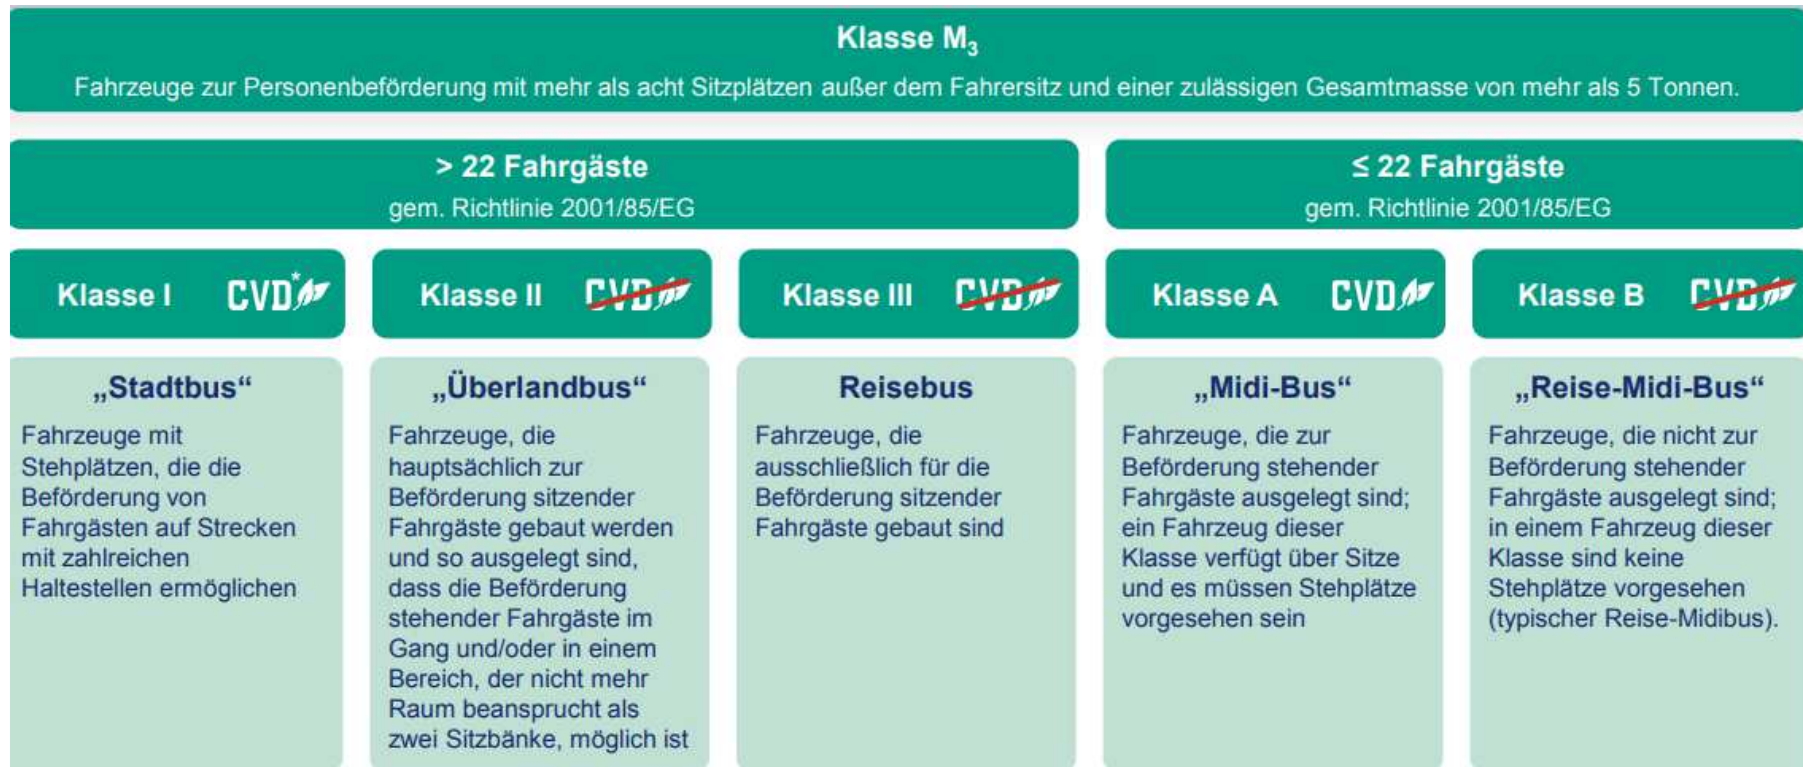 Klasse M₃
Fahrzeuge zur Personenbeförderung mit mehr als acht Sitzplätzen außer dem Fahrersitz und einer zulässigen Gesamtmasse von mehr als 5 Tonnen.
> 22 Fahrgäste
gem. Richtlinie 2001/85/EG
≤ 22 Fahrgäste
gem. Richtlinie 2001/85/EG
Klasse I CVD*
Klasse II CVD
Klasse III CVD
Klasse A CVD
Klasse B CVD
„Stadtbus“
Fahrzeuge mit
Stehplätzen, die die
Beförderung von
Fahrgästen auf Strecken
mit zahlreichen
Haltestellen ermöglichen
„Überlandbus“
Fahrzeuge, die
hauptsächlich zur
Beförderung sitzender
Fahrgäste gebaut werden
und so ausgelegt sind,
dass die Beförderung
stehender Fahrgäste im
Gang und/oder in einem
Bereich, der nicht mehr
Raum beansprucht als
zwei Sitzbänke, möglich ist
Reisebus
Fahrzeuge, die
ausschließlich für die
Beförderung sitzender
Fahrgäste gebaut sind
„Midi-Bus“
Fahrzeuge, die zur
Beförderung stehender
Fahrgäste ausgelegt sind;
ein Fahrzeug dieser
Klasse verfügt über Sitze
und es müssen Stehplätze
vorgesehen sein
„Reise-Midi-Bus“
Fahrzeuge, die nicht zur
Beförderung stehender
Fahrgäste ausgelegt sind;
in einem Fahrzeug dieser
Klasse sind keine
Stehplätze vorgesehen
(typischer Reise-Midibus).